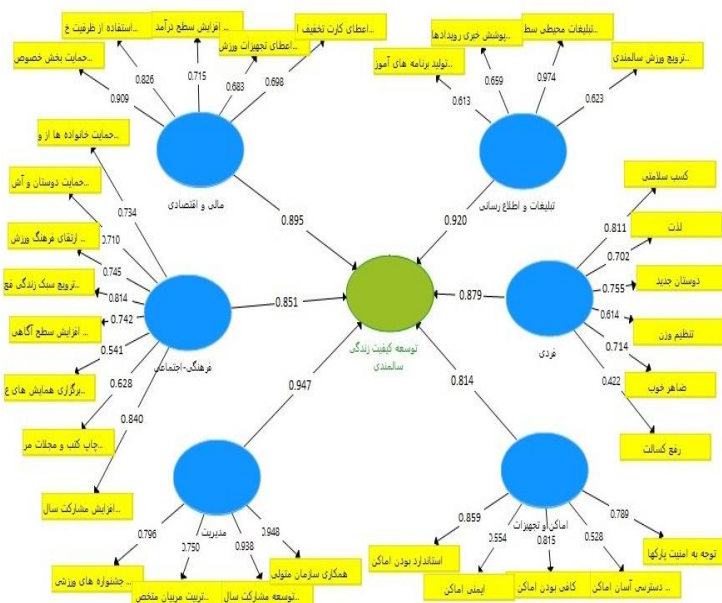 ..استفاده از ظرفیت خ
.. افزایش سطح درآمد
..اعطای کارت تخفیف ا
..حمایت بخش خصوص
..اعطای تجهیزات ورزش
0.909
0.826
0.715
0.683
0.698
مالی و اقتصادی
..پوشش خبری رویدادها
..تبلیغات محیطی سط
..تولید برنامه های آموز
..ترویج ورزش سالمندی
0.613
0.659
0.974
0.623
تبلیغات و اطلاع رسانی
..حمایت خانواده ها از و
..حمایت دوستان و آش
.. ارتقای فرهنگ ورزش
..ترویج سبک زندگی فع
.. افزایش سطح آگاهی
..برگزاری همایش های ع
..چاپ کتب و مجلات مر
..افزایش مشارکت سال
0.734
0.710
0.745
0.814
0.742
0.541
0.628
0.840
فرهنگی-اجتماعی
کسب سلامتی
لذت
دوستان جدید
تنظیم وزن
ضاهر خوب
رفع کسالت
0.811
0.702
0.755
0.614
0.714
0.422
فردی
0.895
0.920
0.851
0.879
0.947
0.814
توسعه کیفیت زندگی
سالمندی
مدیریت
0.796
0.750
0.938
0.948
.. جشنواره های ورزشی
..تربیت مربیان متخص
..توسعه مشارکت سال
همکاری سازمان متولی
اماکن و تجهیزات
0.859
0.554
0.815
0.528
0.789
استاندارد بودن اماکن
ایمنی اماکن
کافی بودن اماکن
.. دسترسی آسان اماکن
توجه به امنیت پارکها